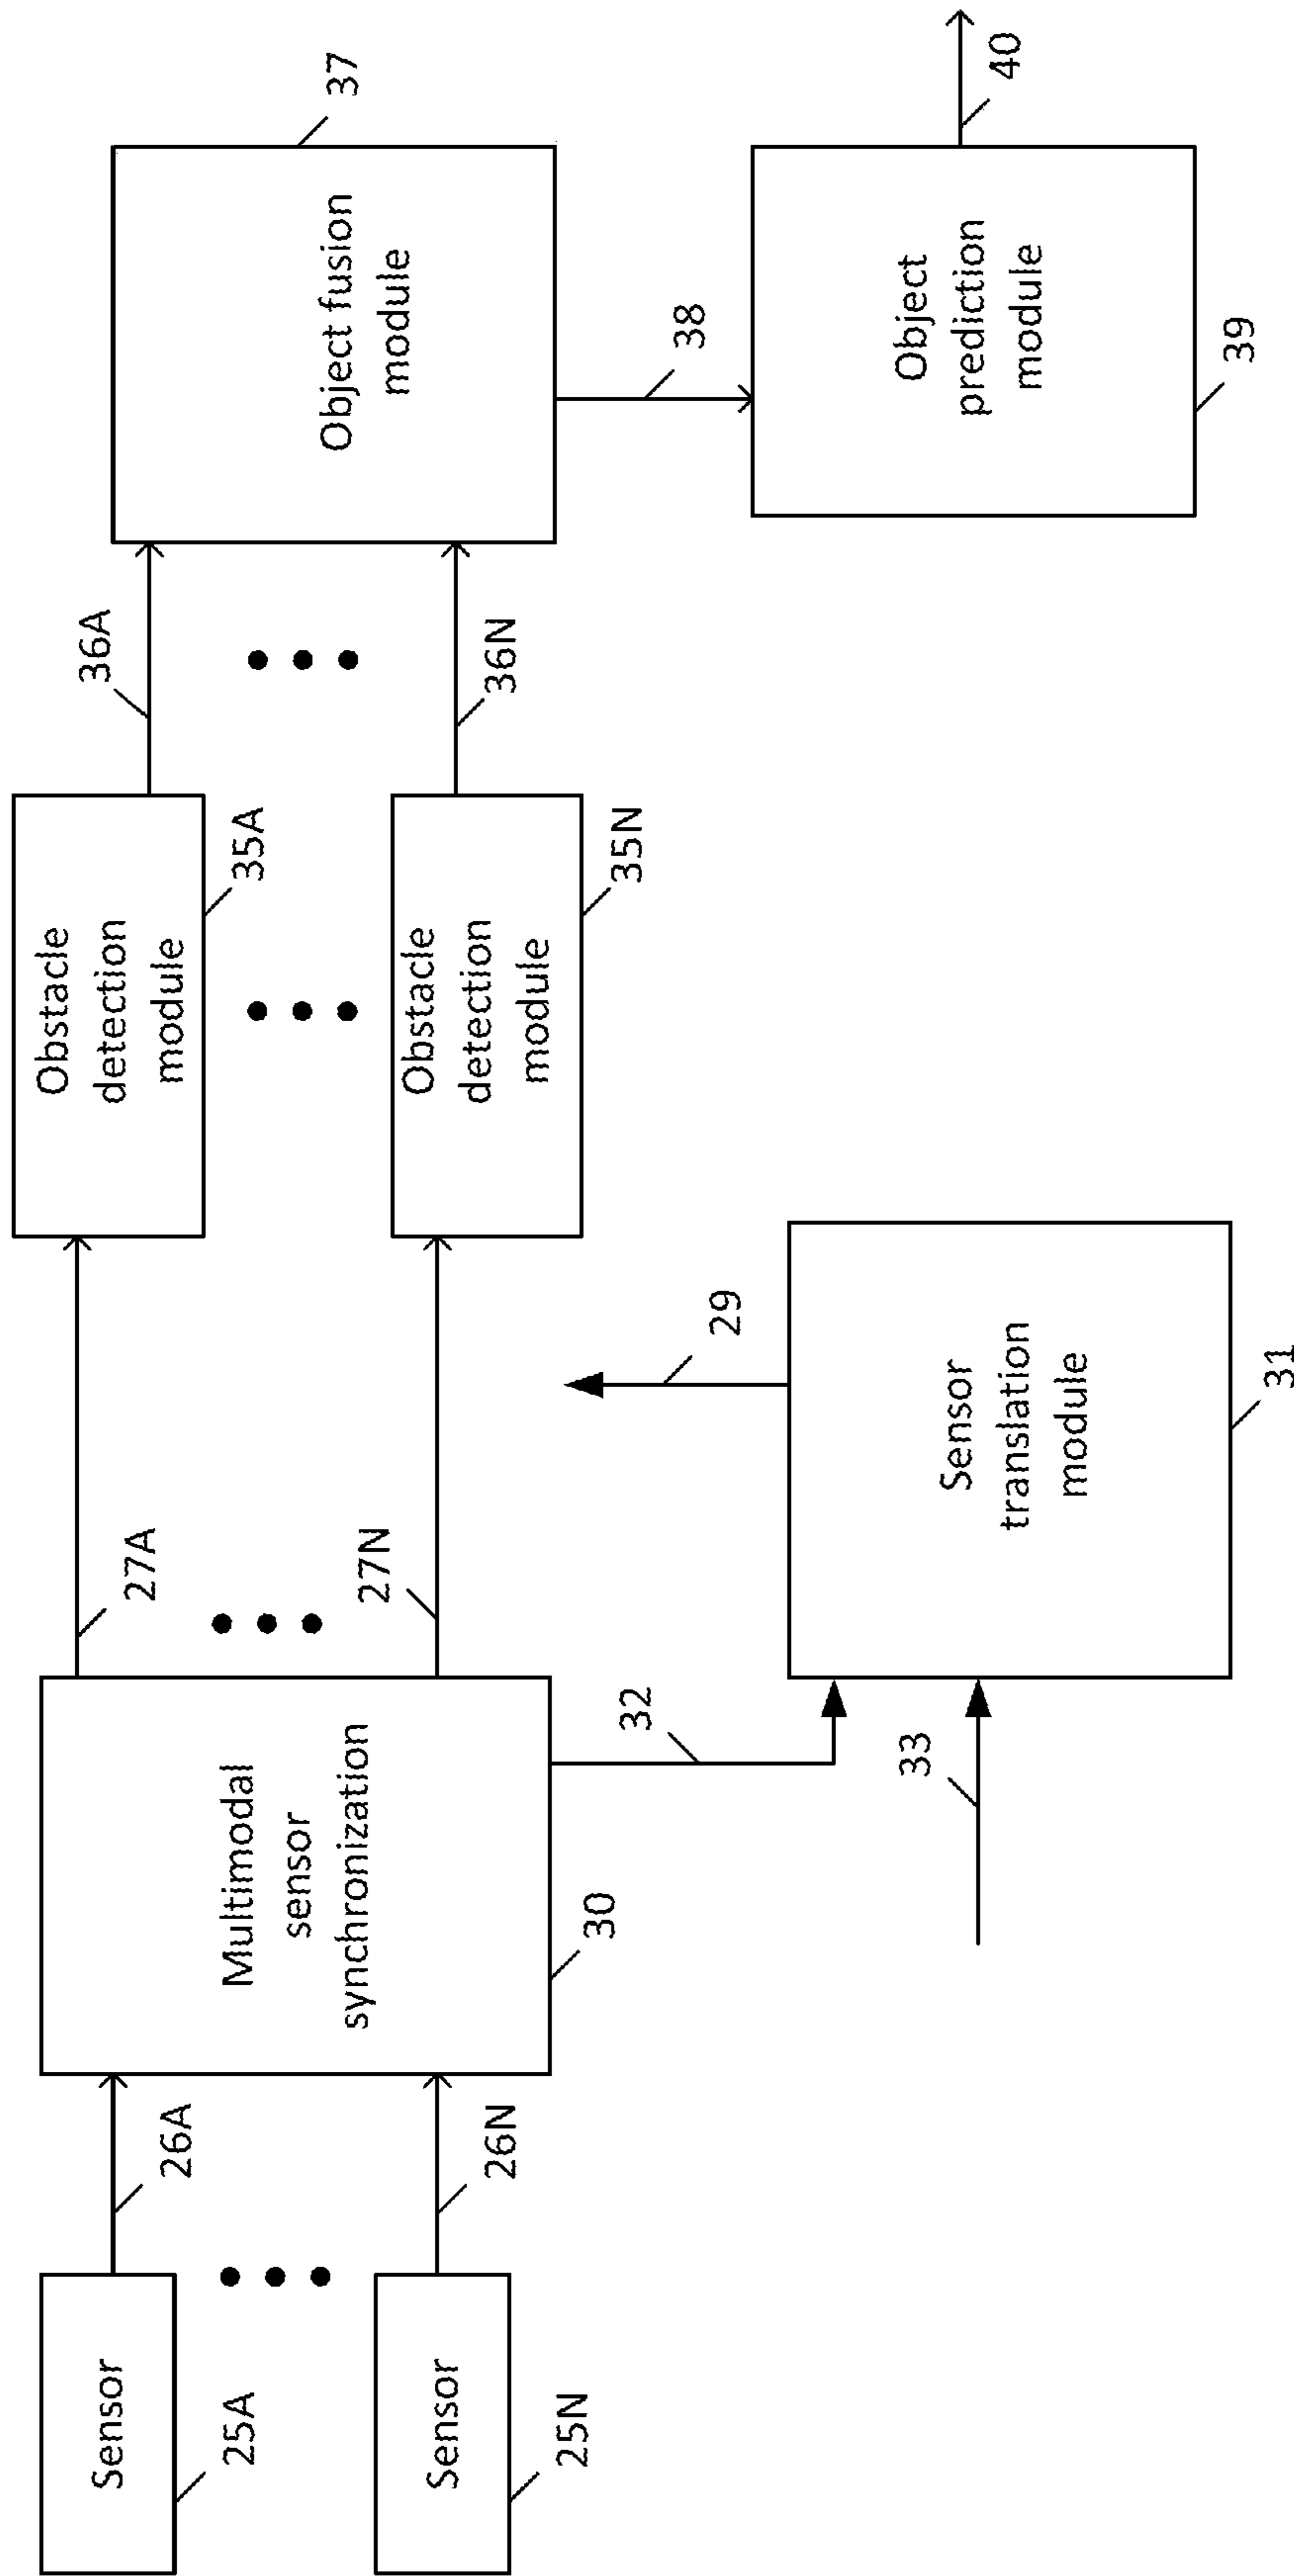 Sensor
25A
Sensor
25N
26A
26N
Multimodal
sensor
synchronization
30
27A
27N
32
33
Sensor
translation
module
31
29
Obstacle
detection
module
35A
Obstacle
detection
module
35N
36A
36N
Object fusion
module
37
38
Object
prediction
module
39
40